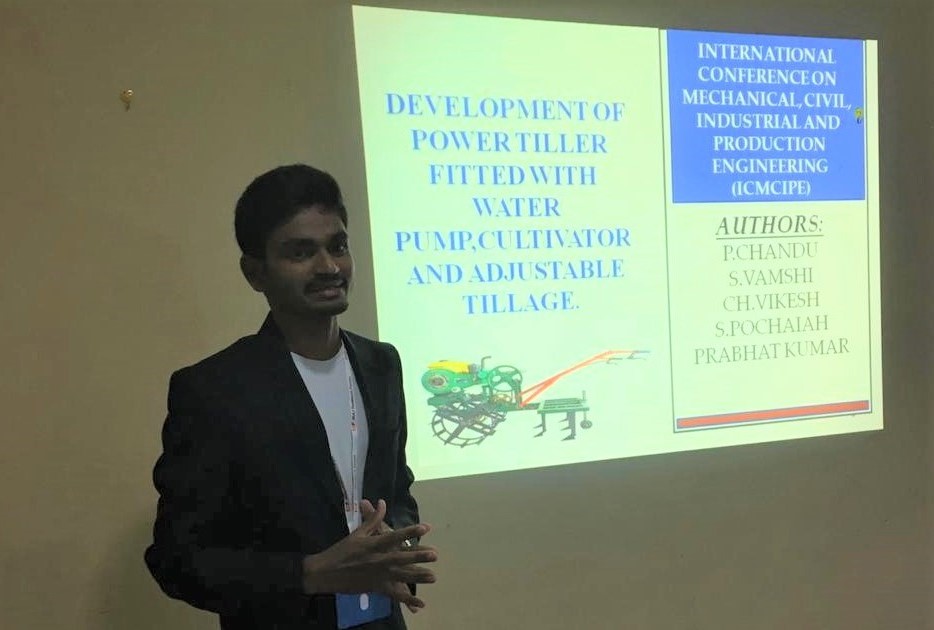 DEVELOPMENT OF
POWER TILLER
FITTED WITH
WATER
PUMP,CULTIVATOR
AND ADJUSTABLE
TILLAGE.
INTERNATIONAL
CONFERENCE ON
MECHANICAL, CIVIL,
INDUSTRIAL AND
PRODUCTION
ENGINEERING
(ICMCIPE)
AUTHORS:
P.CHANDU
S.VAMSHI
CH.VIKESH
S.POCHAIAH
PRABHAT KUMAR